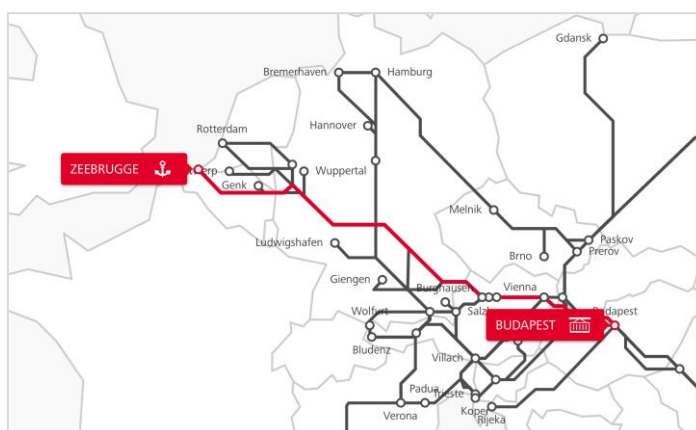 Gdansk
Bremerhaven
Hamburg
Hannover
Rotterdam
ZEEBRUGGE
Wuppertal
Genk
Melnik
Paskov
Prerov
Brno
Ludwigshafen
Giengen
Burghausen
Vienna
Wolfurt
BUDAPEST
Bludenz
Villach
Padua
Trieste
Verona
Koper
Rijeka